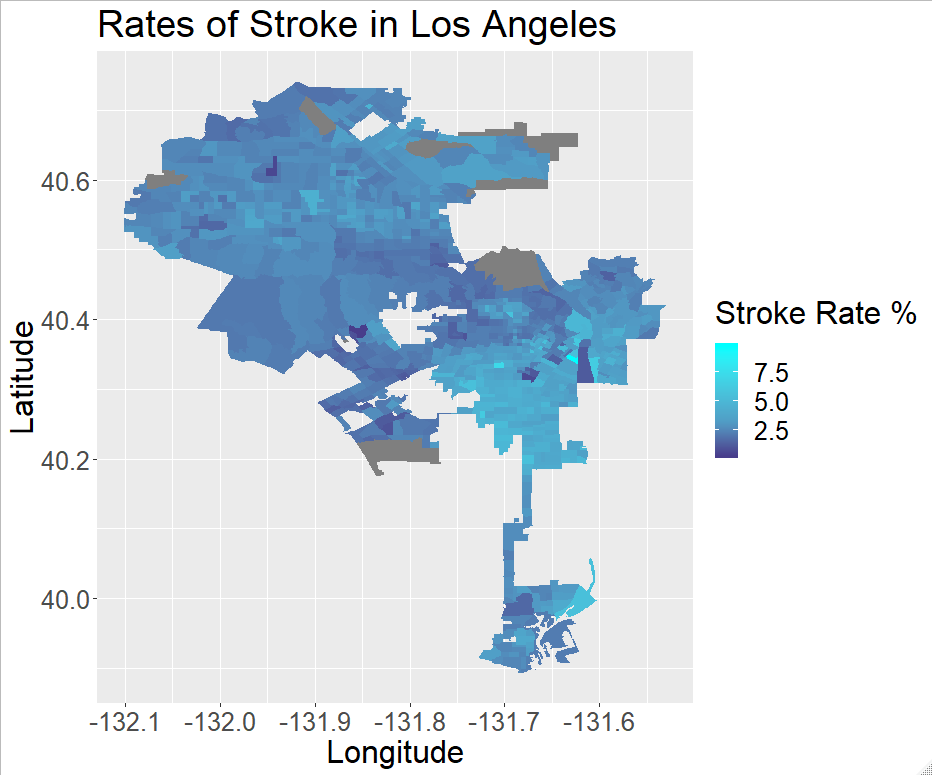 Rates of Stroke in Los Angeles
40.6
40.4
40.2
40.0
Latitude
-132.1 -132.0 -131.9 -131.8 -131.7 -131.6
Longitude
Stroke Rate %
7.5
5.0
2.5